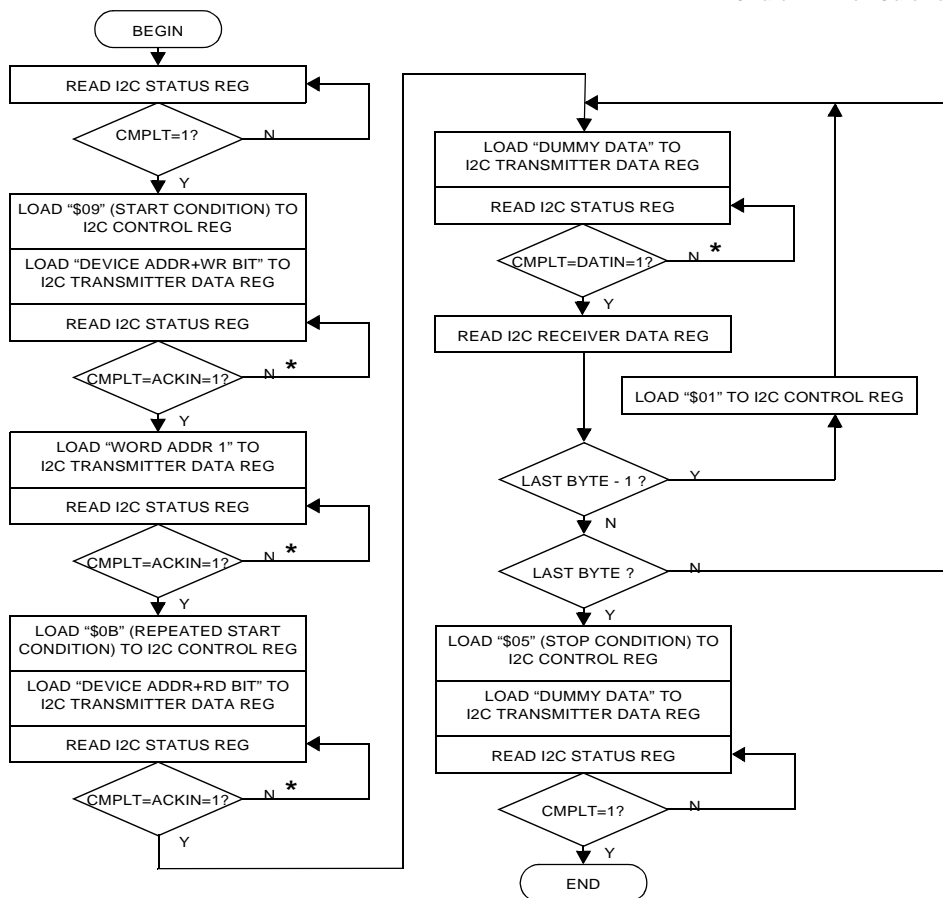 BEGIN
READ I2C STATUS REG
CMPLT=1?
N
Y
LOAD “$09” (START CONDITION) TO
I2C CONTROL REG
LOAD “DEVICE ADDR+WR BIT” TO
I2C TRANSMITTER DATA REG
READ I2C STATUS REG
CMPLT=ACKIN=1?
N *
Y
LOAD “WORD ADDR 1” TO
I2C TRANSMITTER DATA REG
READ I2C STATUS REG
CMPLT=ACKIN=1?
N *
Y
LOAD “$0B” (REPEATED START
CONDITION) TO I2C CONTROL REG
LOAD “DEVICE ADDR+RD BIT” TO
I2C TRANSMITTER DATA REG
READ I2C STATUS REG
CMPLT=ACKIN=1?
N *
Y
LOAD “DUMMY DATA” TO
I2C TRANSMITTER DATA REG
READ I2C STATUS REG
CMPLT=DATIN=1?
N *
Y
READ I2C RECEIVER DATA REG
LOAD “$01” TO I2C CONTROL REG
LAST BYTE - 1 ?
Y
N
LAST BYTE ?
N
Y
LOAD “$05” (STOP CONDITION) TO
I2C CONTROL REG
LOAD “DUMMY DATA” TO
I2C TRANSMITTER DATA REG
READ I2C STATUS REG
CMPLT=1?
N
Y
END